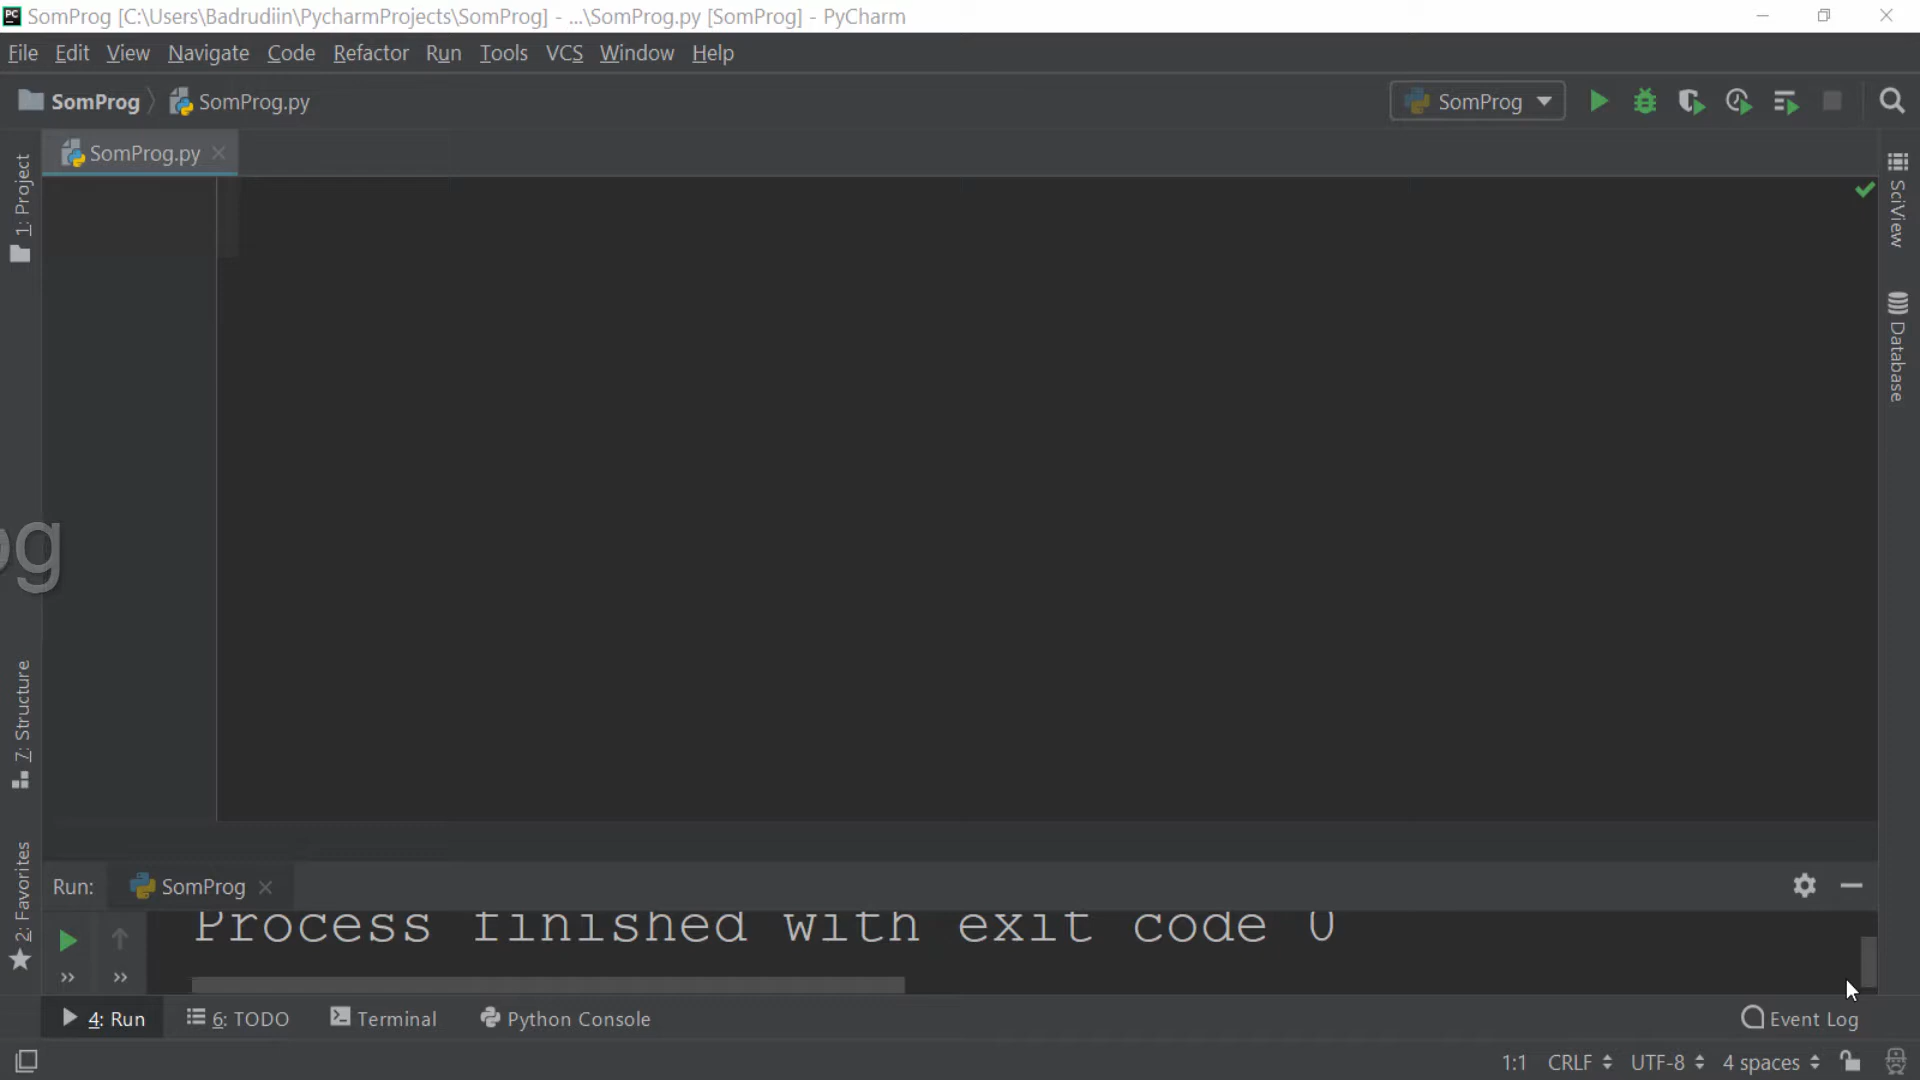 SomProg [C:\Users\Badrudiin\PycharmProjects\SomProg] - ...\SomProg.py [SomProg] - PyCharm
File Edit View Navigate Code Refactor Run Tools VCS Window Help
SomProg SomProg.py SomProg
SomProg.py
1: Project
SciView
Database
og
7: Structure
2: Favorites
Run: SomProg
Process finished with exit code 0
4: Run 6: TODO Terminal Python Console Event Log
1:1 CRLF UTF-8 4 spaces